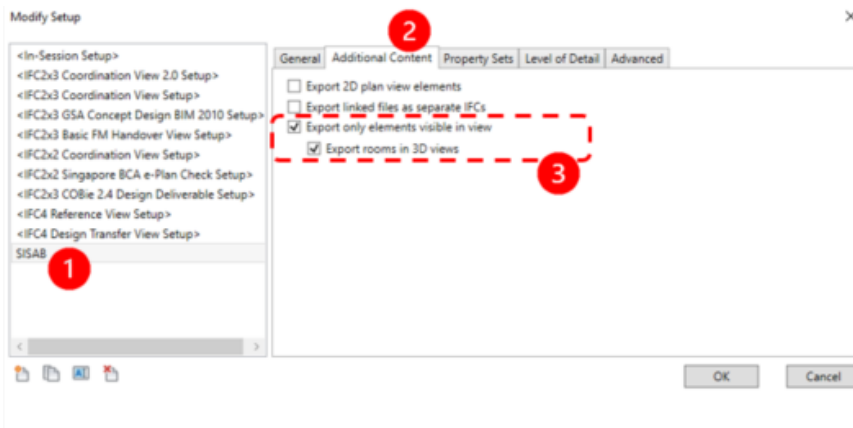 Modify Setup
2
<In-Session Setup>
<IFC2x3 Coordination View 2.0 Setup>
<IFC2x3 Coordination View Setup>
<IFC2x3 GSA Concept Design BIM 2010 Setup>
<IFC2x3 Basic FM Handover View Setup>
<IFC2x2 Coordination View Setup>
<IFC2x2 Singapore BCA e-Plan Check Setup>
<IFC2x3 COBie 2.4 Design Deliverable Setup>
<IFC4 Reference View Setup>
<IFC4 Design Transfer View Setup>
SISAB
1
General Additional Content Property Sets Level of Detail Advanced
Export 2D plan view elements
Export linked files as separate IFCs
Export only elements visible in view
Export rooms in 3D views
3
OK Cancel